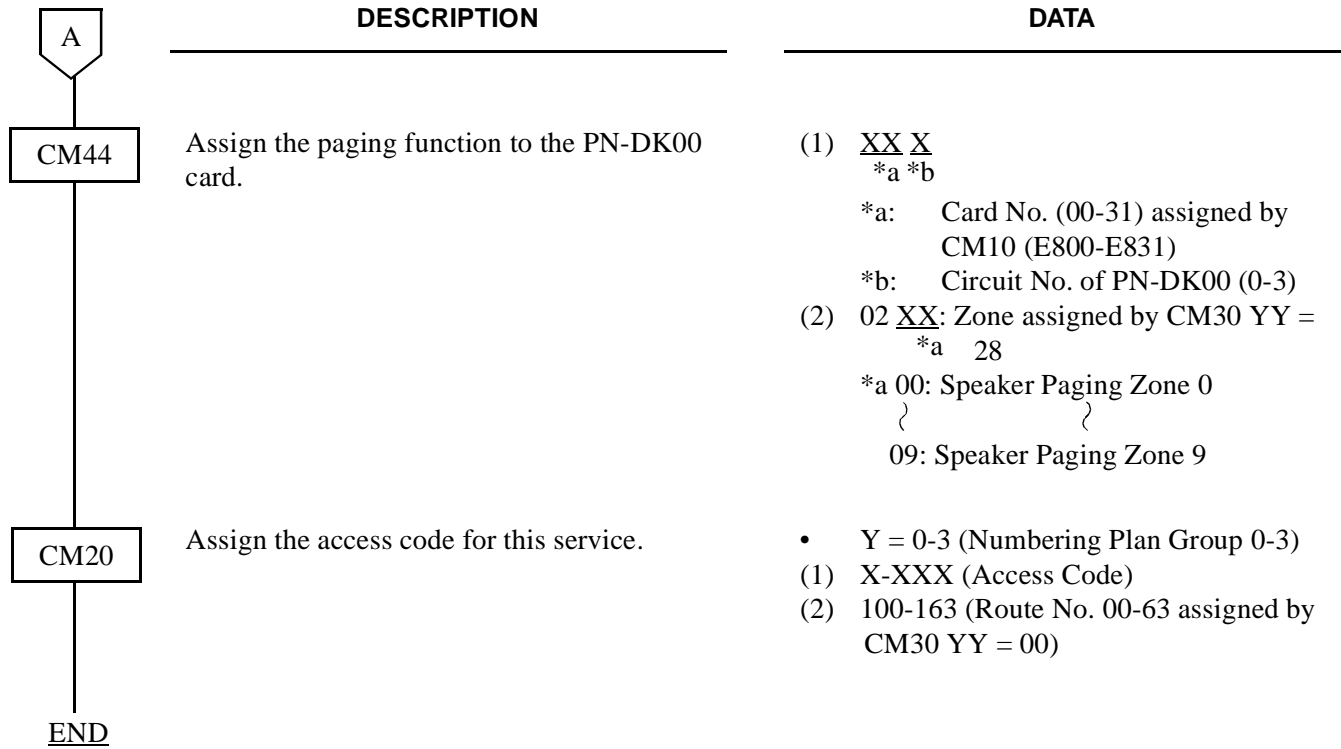 A
DESCRIPTION
DATA
CM44
Assign the paging function to the PN-DK00
card.
(1) XX X
*a *b
*a: Card No. (00-31) assigned by
CM10 (E800-E831)
*b: Circuit No. of PN-DK00 (0-3)
(2) 02 XX: Zone assigned by CM30 YY =
*a 28
*a 00: Speaker Paging Zone 0
09: Speaker Paging Zone 9
CM20
Assign the access code for this service.
• Y = 0-3 (Numbering Plan Group 0-3)
(1) X-XXX (Access Code)
(2) 100-163 (Route No. 00-63 assigned by
CM30 YY = 00)
END